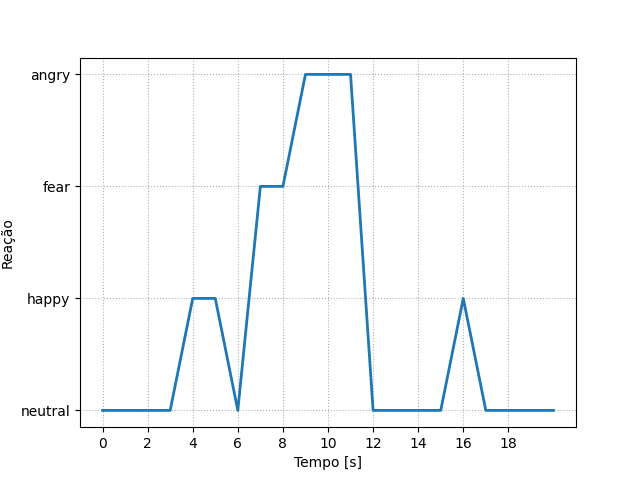 angry
fear
happy
neutral
Reação
0 2 4 6 8 10 12 14 16 18
Tempo [s]